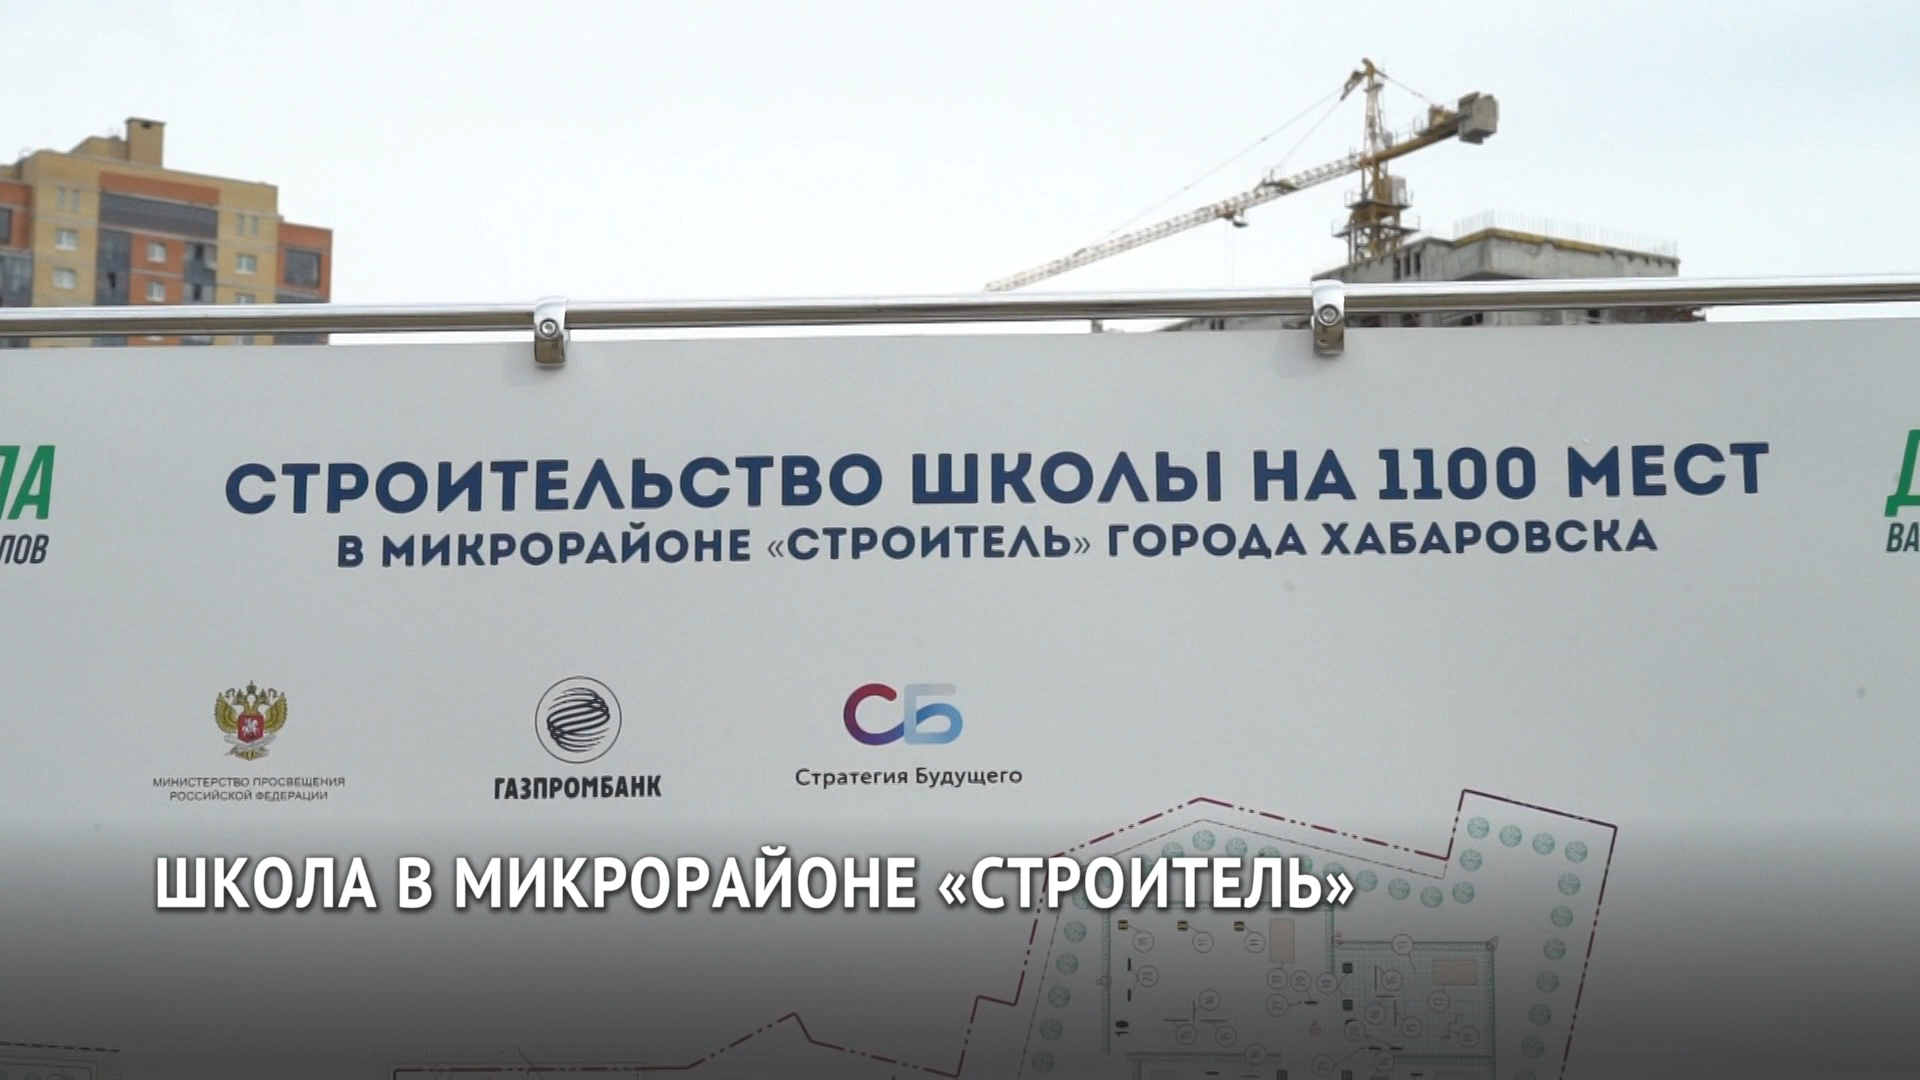 СТРОИТЕЛЬСТВО ШКОЛЫ НА 1100 МЕСТ
В МИКРОРАЙОНЕ «СТРОИТЕЛЬ» ГОРОДА ХАБАРОВСКА
МИНИСТЕРСТВО ПРОСВЕЩЕНИЯ
РОССИЙСКОЙ ФЕДЕРАЦИИ
ГАЗПРОМБАНК
СБ
Стратегия Будущего
ШКОЛА В МИКРОРАЙОНЕ «СТРОИТЕЛЬ»